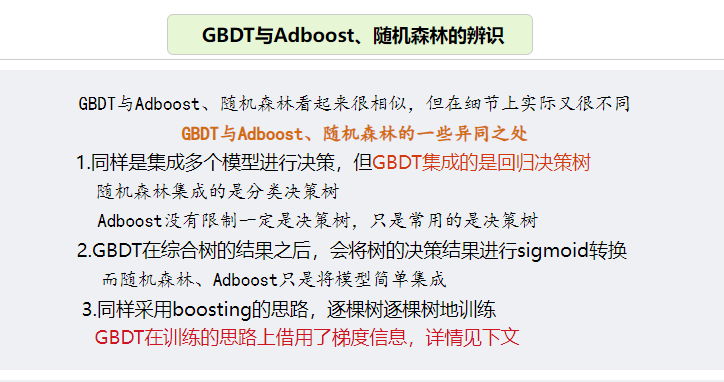 GBDT与Adboost、随机森林的辨识
GBDT与Adboost、随机森林看起来很相似，但在细节上实际又很不同
GBDT与Adboost、随机森林的一些异同之处
1.同样是集成多个模型进行决策，但GBDT集成的是回归决策树
随机森林集成的是分类决策树
Adboost没有限制一定是决策树，只是常用的是决策树
2.GBDT在综合树的结果之后，会将树的决策结果进行sigmoid转换
而随机森林、Adboost只是将模型简单集成
3.同样采用boosting的思路，逐棵树逐棵树地训练
GBDT在训练的思路上借用了梯度信息，详情见下文